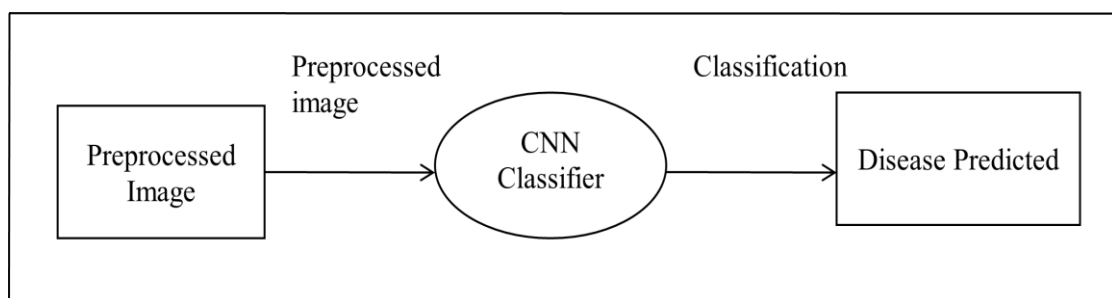 Preprocessed
image
Classification
Preprocessed
Image
CNN
Classifier
Disease Predicted